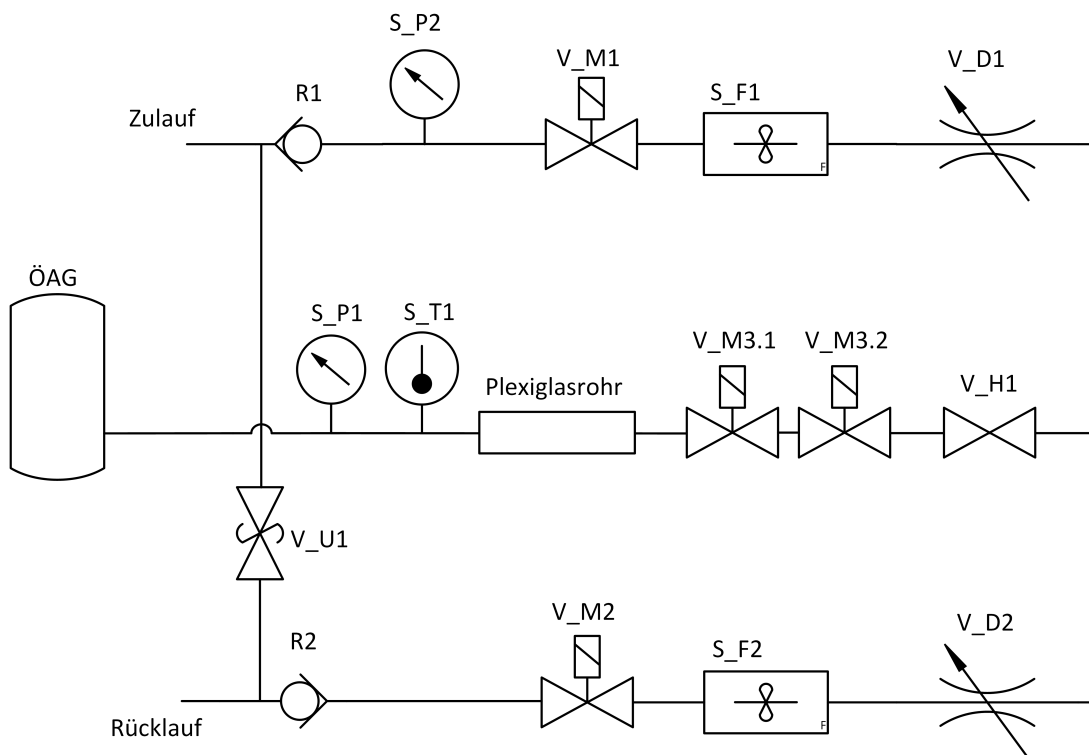 S_P2
V_M1
V_D1
R1
S_F1
Zulauf
F
ÖAG
S_P1
S_T1
V_M3.1
V_M3.2
Plexiglasrohr
V_H1
V_U1
V_M2
V_D2
R2
S_F2
Rücklauf
F